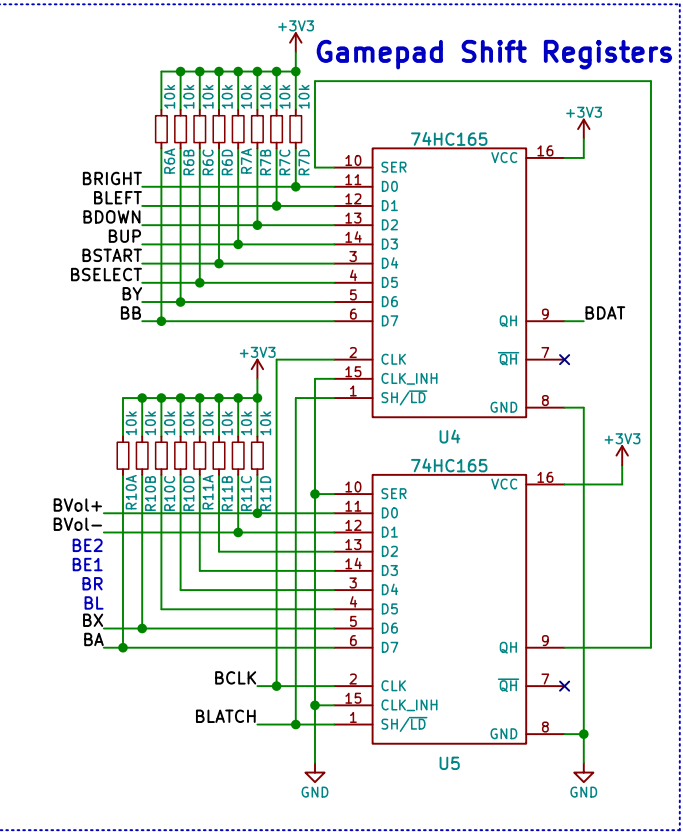 +3V3
Gamepad Shift Registers
10k 10k 10k 10k 10k 10k 10k 10k
R6A R6B R6C R6D R7A R7B R7C R7D
+3V3
74HC165
VCC 16
10 SER
BRIGHT 11 D0
BLEFT 12 D1
BDOWN 13 D2
BUP 14 D3
BSTART 3 D4
BSELECT 4 D5
BY 5 D6
BB 6 D7
QH 9 BDAT
2 CLK
QH 7
15 CLK_INH
1 SH/LD
GND 8
U4
+3V3
10k 10k 10k 10k 10k 10k 10k 10k
R10A R10B R10C R10D R11A R11B R11C R11D
+3V3
74HC165
VCC 16
10 SER
BVol+ 11 D0
BVol- 12 D1
BE2 13 D2
BE1 14 D3
BR 3 D4
BL 4 D5
BX 5 D6
BA 6 D7
QH 9
BCLK 2 CLK
QH 7
15 CLK_INH
BLATCH 1 SH/LD
GND 8
U5
GND
GND